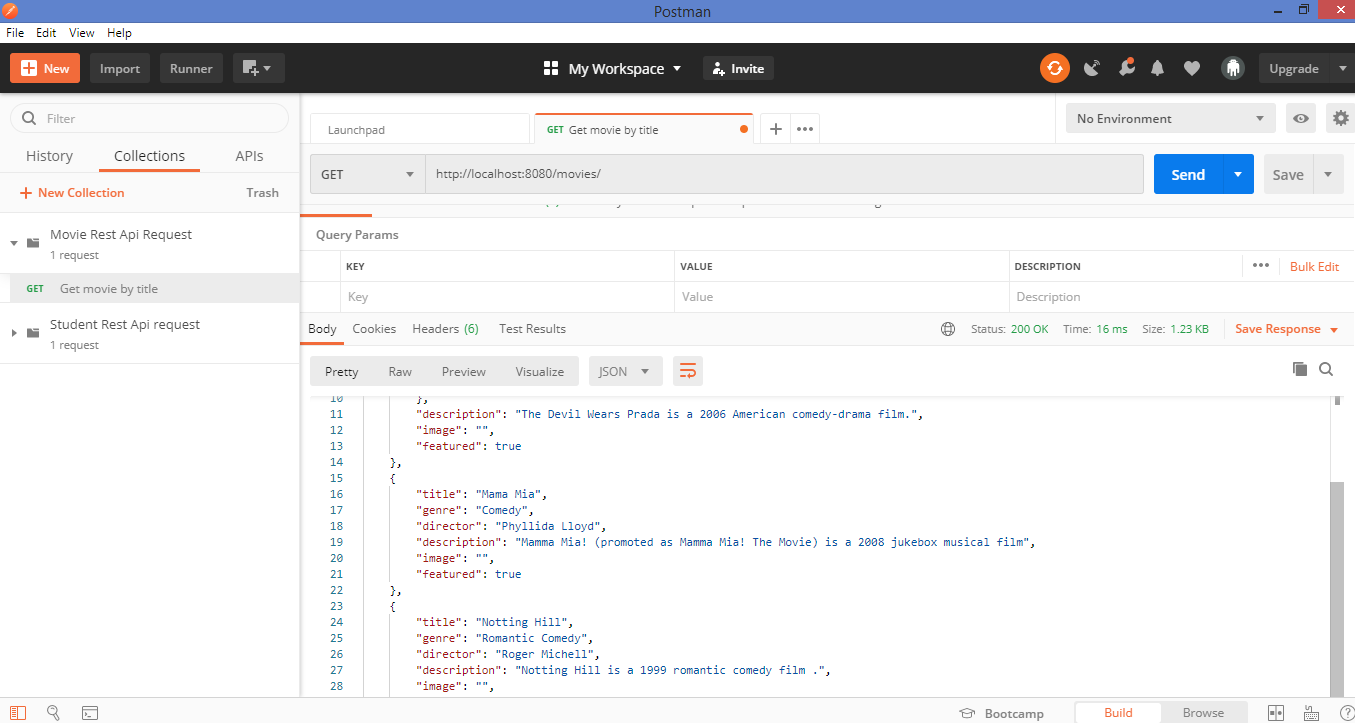 Postman
File Edit View Help
New Import Runner My Workspace Invite Upgrade
Filter
History Collections APIs
New Collection Trash
Movie Rest Api Request
1 request
GET Get movie by title
Student Rest Api request
1 request
Launchpad GET Get movie by title No Environment
GET http://localhost:8080/movies/ Send Save
Query Params
KEY VALUE DESCRIPTION Bulk Edit
Key Value Description
Body Cookies Headers (6) Test Results Status: 200 OK Time: 16 ms Size: 1.23 KB Save Response
Pretty Raw Preview Visualize JSON
10 },
11 "description": "The Devil Wears Prada is a 2006 American comedy-drama film.",
12 "image": "",
13 "featured": true
14 },
15 {
16 "title": "Mama Mia",
17 "genre": "Comedy",
18 "director": "Phyllida Lloyd",
19 "description": "Mamma Mia! (promoted as Mamma Mia! The Movie) is a 2008 jukebox musical film",
20 "image": "",
21 "featured": true
22 },
23 {
24 "title": "Notting Hill",
25 "genre": "Romantic Comedy",
26 "director": "Roger Michell",
27 "description": "Notting Hill is a 1999 romantic comedy film .",
28 "image": "",
Bootcamp Build Browse